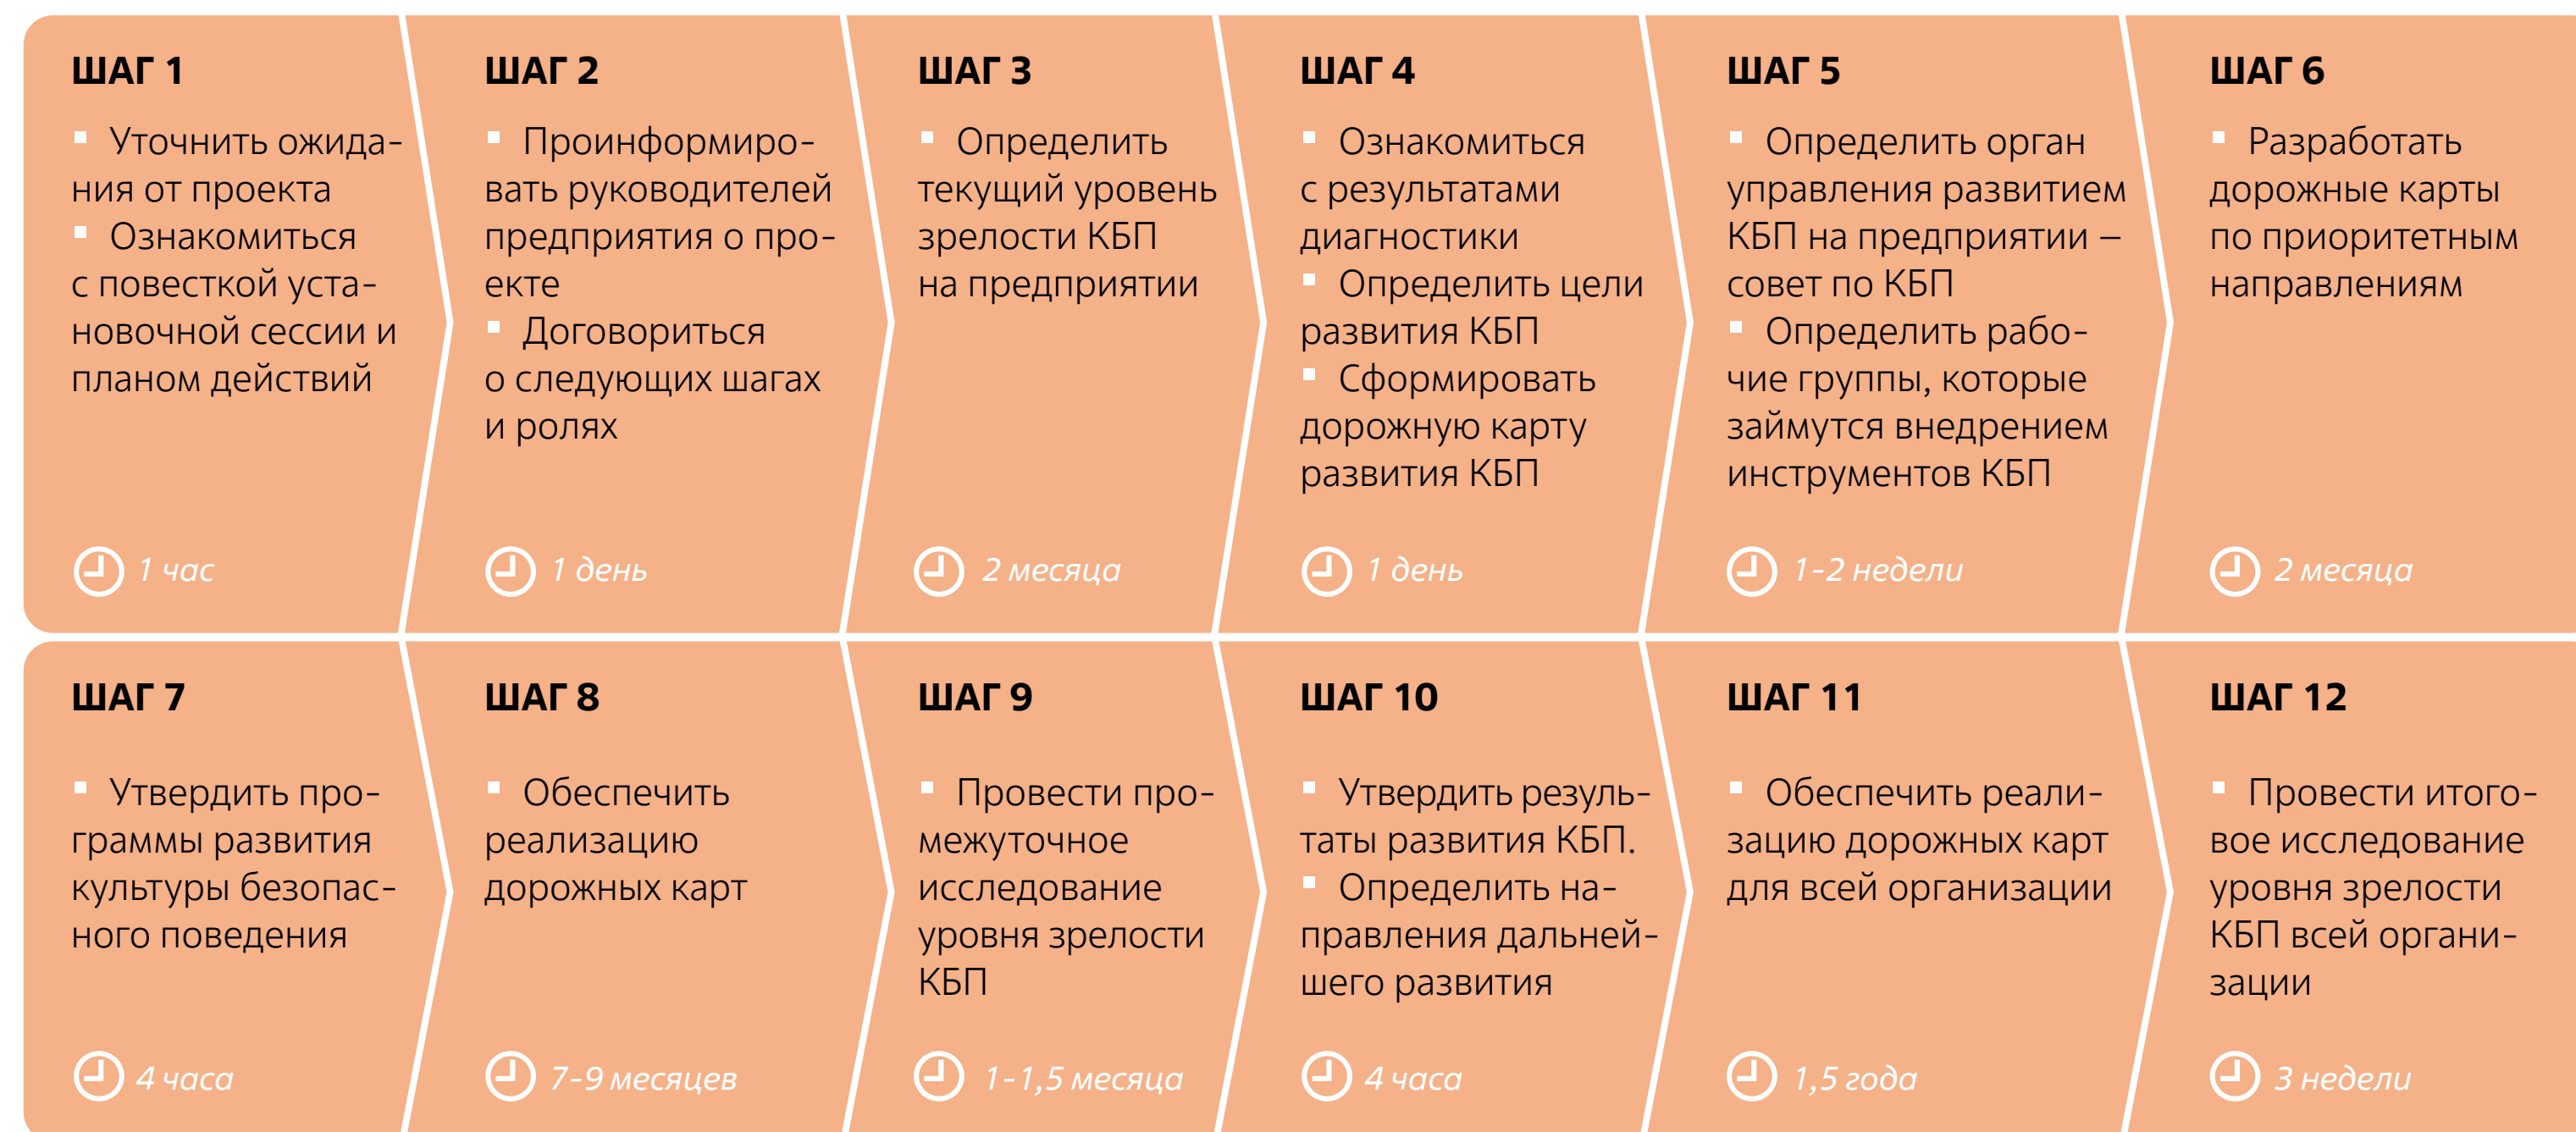 ШАГ 1
▪ Уточнить ожида-
ния от проекта
▪ Ознакомиться
с повесткой уста-
новочной сессии и
планом действий
1 час
ШАГ 2
▪ Проинформиро-
вать руководителей
предприятия о про-
екте
▪ Договориться
о следующих шагах
и ролях
1 день
ШАГ 3
▪ Определить
текущий уровень
зрелости КБП
на предприятии
2 месяца
ШАГ 4
▪ Ознакомиться
с результатами
диагностики
▪ Определить цели
развития КБП
▪ Сформировать
дорожную карту
развития КБП
1 день
ШАГ 5
▪ Определить орган
управления развитием
КБП на предприятии –
совет по КБП
▪ Определить рабо-
чие группы, которые
займутся внедрением
инструментов КБП
1-2 недели
ШАГ 6
▪ Разработать
дорожные карты
по приоритетным
направлениям
2 месяца
ШАГ 7
▪ Утвердить про-
граммы развития
культуры безопас-
ного поведения
4 часа
ШАГ 8
▪ Обеспечить
реализацию
дорожных карт
7-9 месяцев
ШАГ 9
▪ Провести про-
межуточное
исследование
уровня зрелости
КБП
1-1,5 месяца
ШАГ 10
▪ Утвердить резуль-
таты развития КБП.
▪ Определить на-
правления дальней-
шего развития
4 часа
ШАГ 11
▪ Обеспечить реали-
зацию дорожных карт
для всей организации
1,5 года
ШАГ 12
▪ Провести итого-
вое исследование
уровня зрелости
КБП всей органи-
зации
3 недели